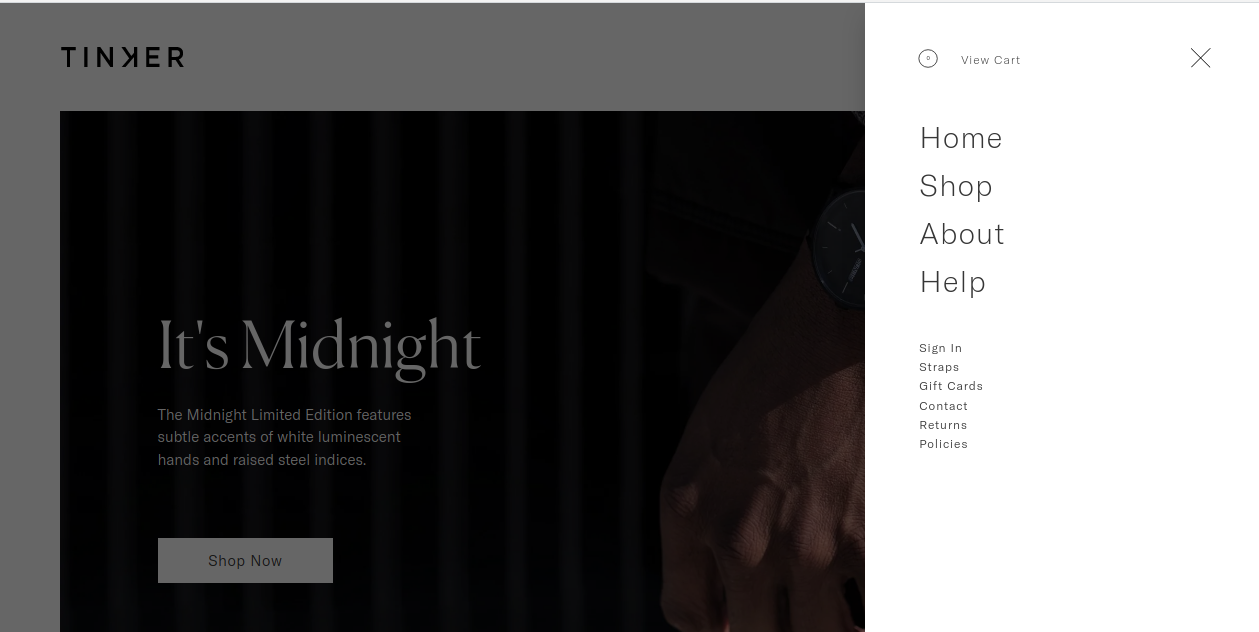 TINKER
It's Midnight
The Midnight Limited Edition features
subtle accents of white luminescent
hands and raised steel indices.
Shop Now
0 View Cart
Home
Shop
About
Help
Sign In
Straps
Gift Cards
Contact
Returns
Policies